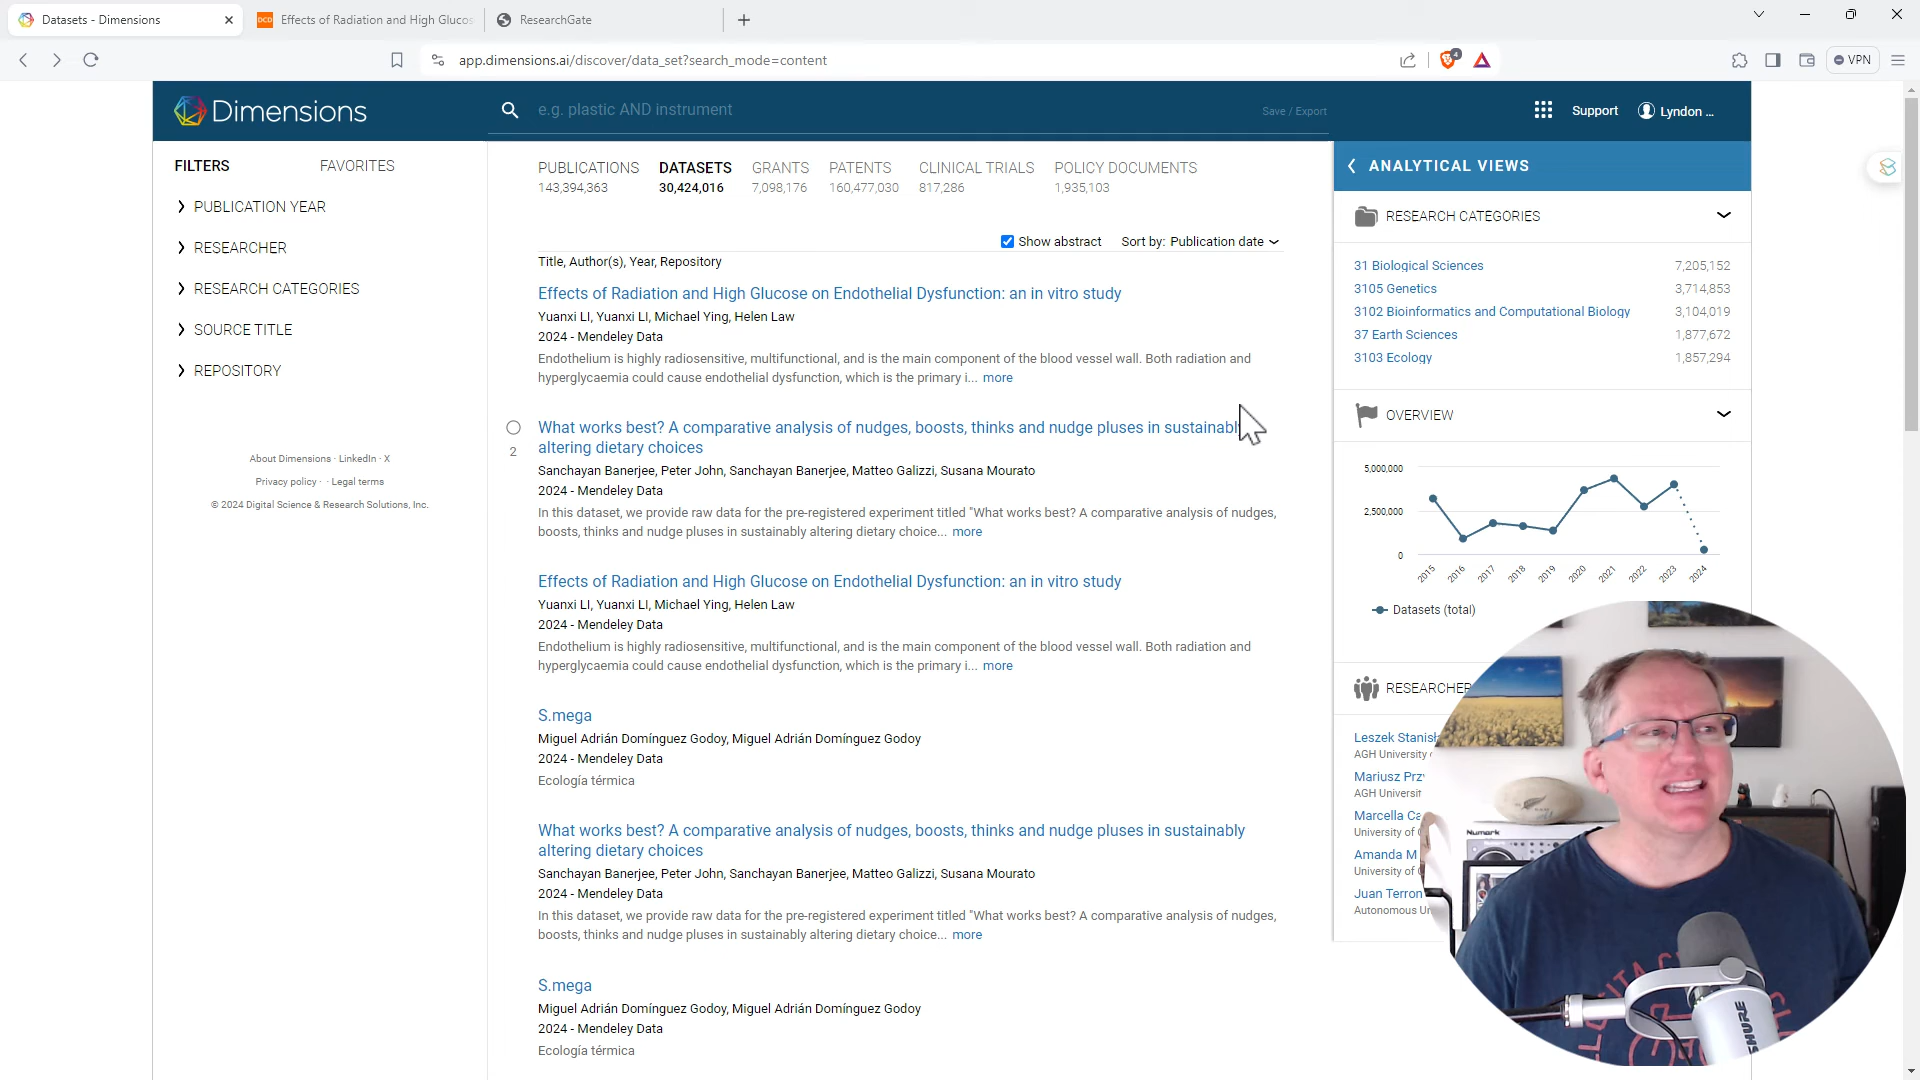 Datasets - Dimensions
DCD Effects of Radiation and High Glucos
ResearchGate
app.dimensions.ai/discover/data_set?search_mode=content
4
VPN
Dimensions
e.g. plastic AND instrument
Save / Export
Support
Lyndon ...
FILTERS
FAVORITES
PUBLICATION YEAR
RESEARCHER
RESEARCH CATEGORIES
SOURCE TITLE
REPOSITORY
About Dimensions · LinkedIn · X
Privacy policy · · Legal terms
© 2024 Digital Science & Research Solutions, Inc.
PUBLICATIONS DATASETS GRANTS PATENTS CLINICAL TRIALS POLICY DOCUMENTS
143,394,363 30,424,016 7,098,176 160,477,030 817,286 1,935,103
Show abstract Sort by: Publication date
Title, Author(s), Year, Repository
Effects of Radiation and High Glucose on Endothelial Dysfunction: an in vitro study
Yuanxi LI, Yuanxi LI, Michael Ying, Helen Law
2024 - Mendeley Data
Endothelium is highly radiosensitive, multifunctional, and is the main component of the blood vessel wall. Both radiation and
hyperglycaemia could cause endothelial dysfunction, which is the primary i... more
What works best? A comparative analysis of nudges, boosts, thinks and nudge pluses in sustainabl
2 altering dietary choices
Sanchayan Banerjee, Peter John, Sanchayan Banerjee, Matteo Galizzi, Susana Mourato
2024 - Mendeley Data
In this dataset, we provide raw data for the pre-registered experiment titled "What works best? A comparative analysis of nudges,
boosts, thinks and nudge pluses in sustainably altering dietary choice... more
Effects of Radiation and High Glucose on Endothelial Dysfunction: an in vitro study
Yuanxi LI, Yuanxi LI, Michael Ying, Helen Law
2024 - Mendeley Data
Endothelium is highly radiosensitive, multifunctional, and is the main component of the blood vessel wall. Both radiation and
hyperglycaemia could cause endothelial dysfunction, which is the primary i... more
S.mega
Miguel Adrián Domínguez Godoy, Miguel Adrián Domínguez Godoy
2024 - Mendeley Data
Ecología térmica
What works best? A comparative analysis of nudges, boosts, thinks and nudge pluses in sustainably
altering dietary choices
Sanchayan Banerjee, Peter John, Sanchayan Banerjee, Matteo Galizzi, Susana Mourato
2024 - Mendeley Data
In this dataset, we provide raw data for the pre-registered experiment titled "What works best? A comparative analysis of nudges,
boosts, thinks and nudge pluses in sustainably altering dietary choice... more
S.mega
Miguel Adrián Domínguez Godoy, Miguel Adrián Domínguez Godoy
2024 - Mendeley Data
Ecología térmica
ANALYTICAL VIEWS
RESEARCH CATEGORIES
31 Biological Sciences 7,205,152
3105 Genetics 3,714,853
3102 Bioinformatics and Computational Biology 3,104,019
37 Earth Sciences 1,877,672
3103 Ecology 1,857,294
OVERVIEW
5,000,000
2,500,000
0
2015 2016 2017 2018 2019 2020 2021 2022 2023 2024
Datasets (total)
RESEARCHER
Leszek Stanisł
AGH University
Mariusz Prz
AGH Universit
Marcella Ca
University of
Amanda M
University of
Juan Terron
Autonomous Un
Numark
SHURE